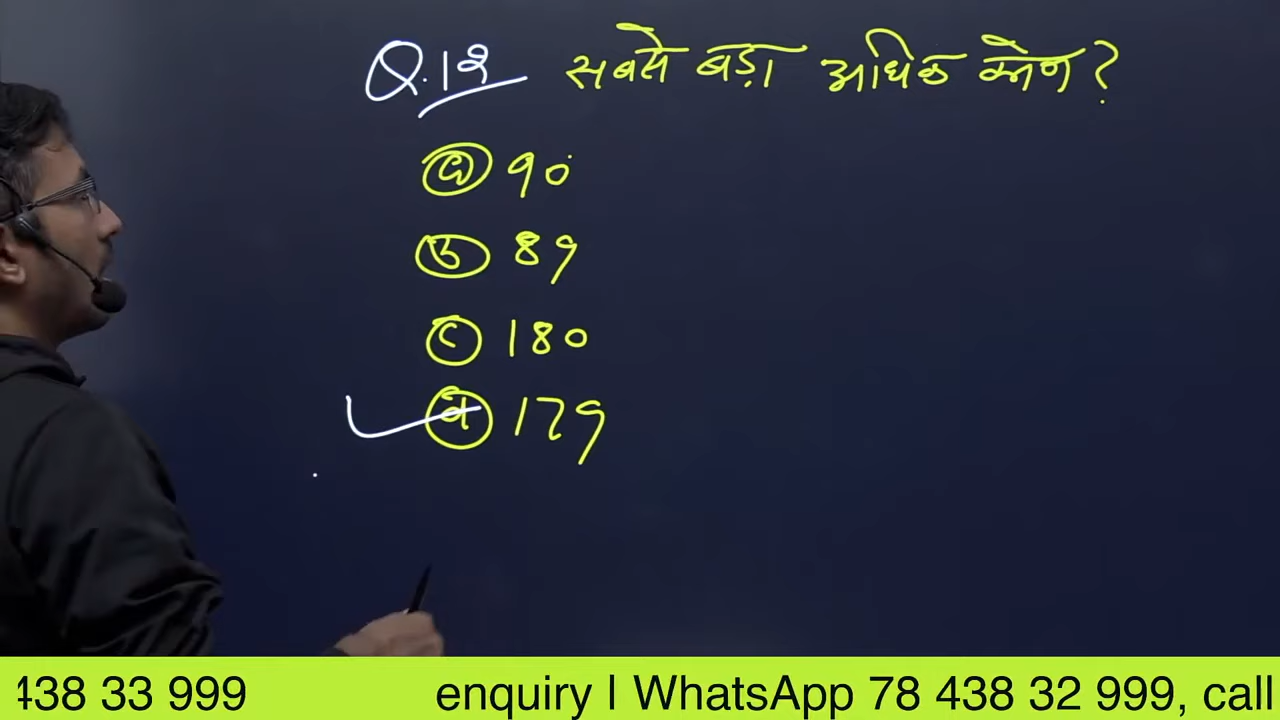 Q.12 सबसे बड़ा अधिक कोण ?
a 90
b 89
c 180
d 179
438 33 999 enquiry | WhatsApp 78 438 32 999, call